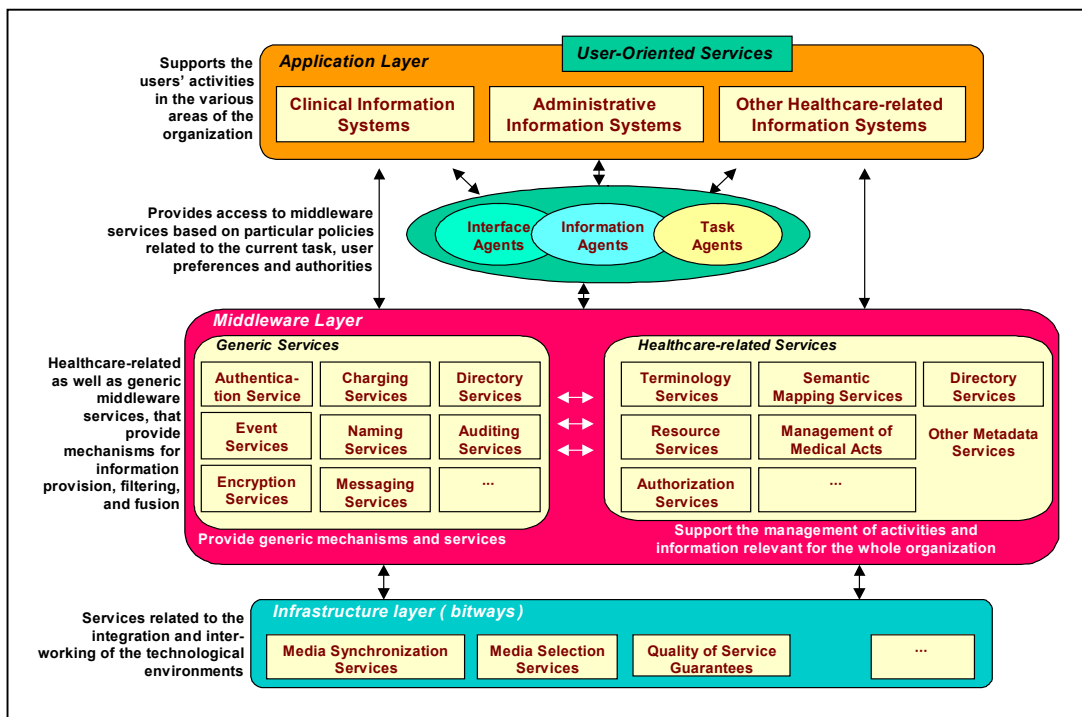 User-Oriented Services
Application Layer
Supports the
users' activities
in the various
areas of the
organization
Clinical Information
Systems
Administrative
Information Systems
Other Healthcare-related
Information Systems
Provides access to middleware
services based on particular policies
related to the current task, user
preferences and authorities
Interface
Agents
Information
Agents
Task
Agents
Middleware Layer
Generic Services
Healthcare-related
as well as generic
middleware
services, that
provide
mechanisms for
information
provision, filtering,
and fusion
Authentica-
tion Service
Charging
Services
Directory
Services
Event
Services
Naming
Services
Auditing
Services
Encryption
Services
Messaging
Services
...
Provide generic mechanisms and services
Healthcare-related Services
Terminology
Services
Semantic
Mapping Services
Directory
Services
Resource
Services
Management of
Medical Acts
Other Metadata
Services
Authorization
Services
...
Support the management of activities and
information relevant for the whole organization
Infrastructure layer ( bitways)
Services related to the
integration and inter-
working of the technological
environments
Media Synchronization
Services
Media Selection
Services
Quality of Service
Guarantees
...